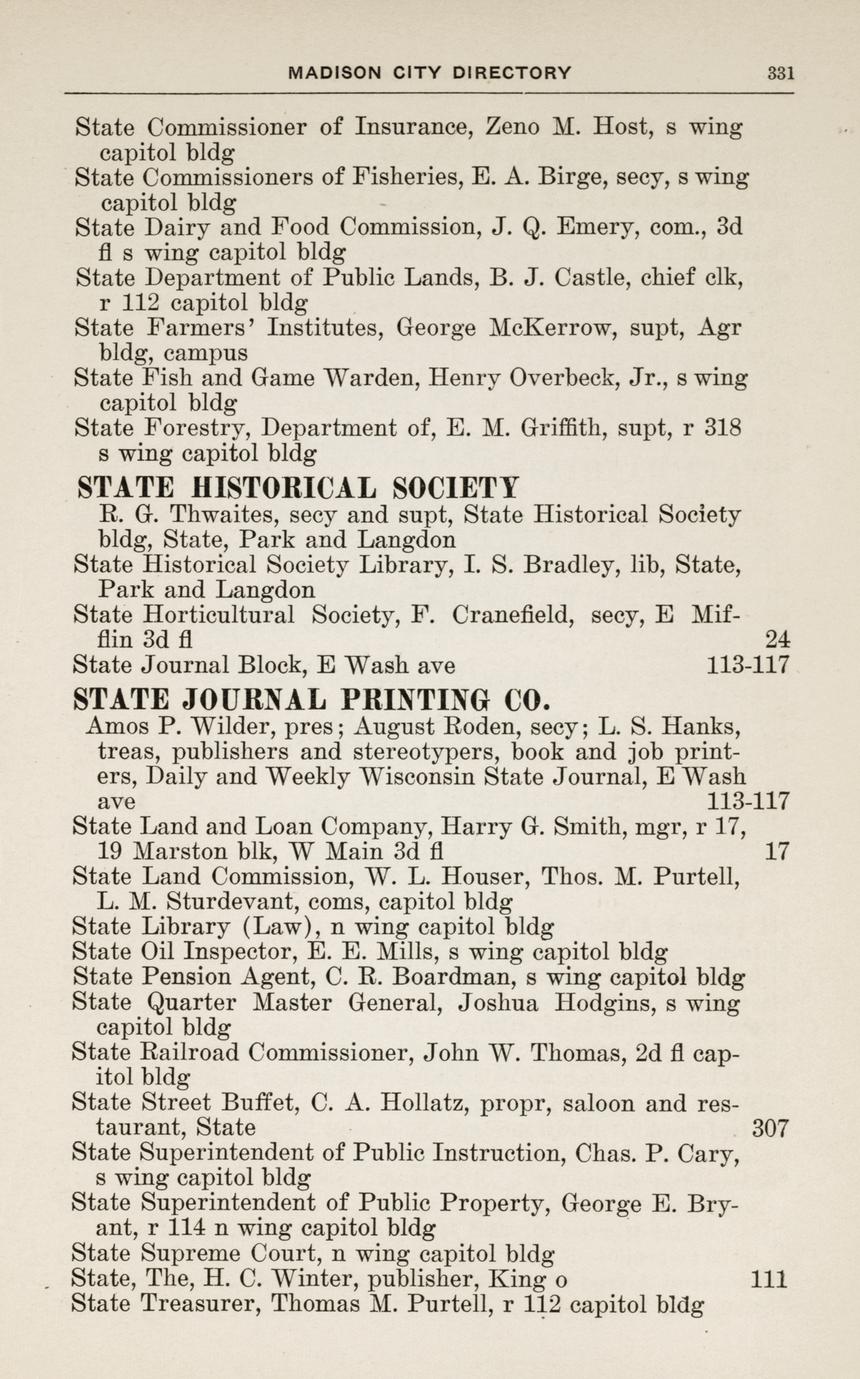 MADISON CITY DIRECTORY 331
State Commissioner of Insurance, Zeno M. Host, s wing
capitol bldg
State Commissioners of Fisheries, E. A. Birge, secy, s wing
capitol bldg
State Dairy and Food Commission, J. Q. Emery, com., 3d
fl s wing capitol bldg
State Department of Public Lands, B. J. Castle, chief clk,
r 112 capitol bldg
State Farmers' Institutes, George McKerrow, supt, Agr
bldg, campus
State Fish and Game Warden, Henry Overbeck, Jr., s wing
capitol bldg
State Forestry, Department of, E. M. Griffith, supt, r 318
s wing capitol bldg
STATE HISTORICAL SOCIETY
R. G. Thwaites, secy and supt, State Historical Society
bldg, State, Park and Langdon
State Historical Society Library, I. S. Bradley, lib, State,
Park and Langdon
State Horticultural Society, F. Cranefield, secy, E Mif-
flin 3d fl 24
State Journal Block, E Wash ave 113-117
STATE JOURNAL PRINTING CO.
Amos P. Wilder, pres; August Roden, secy; L. S. Hanks,
treas, publishers and stereotypers, book and job print-
ers, Daily and Weekly Wisconsin State Journal, E Wash
ave 113-117
State Land and Loan Company, Harry G. Smith, mgr, r 17,
19 Marston blk, W Main 3d fl 17
State Land Commission, W. L. Houser, Thos. M. Purtell,
L. M. Sturdevant, coms, capitol bldg
State Library (Law), n wing capitol bldg
State Oil Inspector, E. E. Mills, s wing capitol bldg
State Pension Agent, C. R. Boardman, s wing capitol bldg
State Quarter Master General, Joshua Hodgins, s wing
capitol bldg
State Railroad Commissioner, John W. Thomas, 2d fl cap-
itol bldg
State Street Buffet, C. A. Hollatz, propr, saloon and res-
taurant, State 307
State Superintendent of Public Instruction, Chas. P. Cary,
s wing capitol bldg
State Superintendent of Public Property, George E. Bry-
ant, r 114 n wing capitol bldg
State Supreme Court, n wing capitol bldg
State, The, H. C. Winter, publisher, King o 111
State Treasurer, Thomas M. Purtell, r 112 capitol bldg